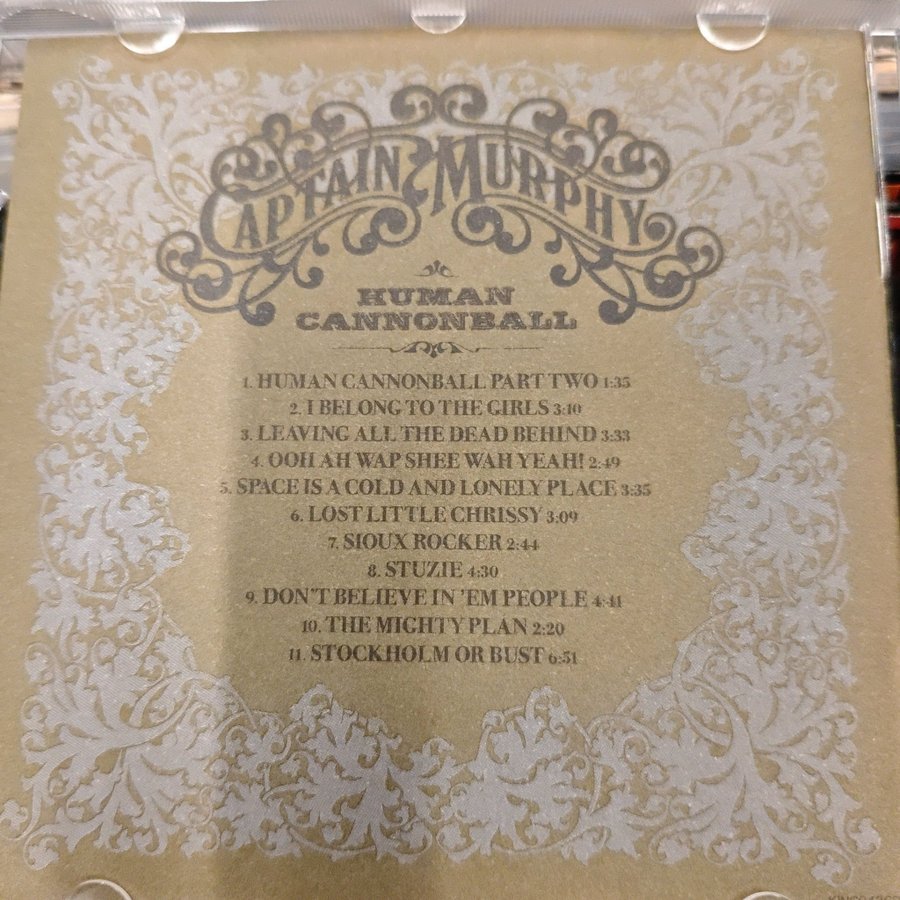 CAPTAIN MURPHY
HUMAN
CANNONBALL
1. HUMAN CANNONBALL PART TWO 1:35
2. I BELONG TO THE GIRLS 3:10
3. LEAVING ALL THE DEAD BEHIND 3:33
4. OOH AH WAP SHEE WAH YEAH! 2:49
5. SPACE IS A COLD AND LONELY PLACE 3:35
6. LOST LITTLE CHRISSY 3:09
7. SIOUX ROCKER 2:44
8. STUZIE 4:30
9. DON'T BELIEVE IN 'EM PEOPLE 4:41
10. THE MIGHTY PLAN 2:20
11. STOCKHOLM OR BUST 6:51